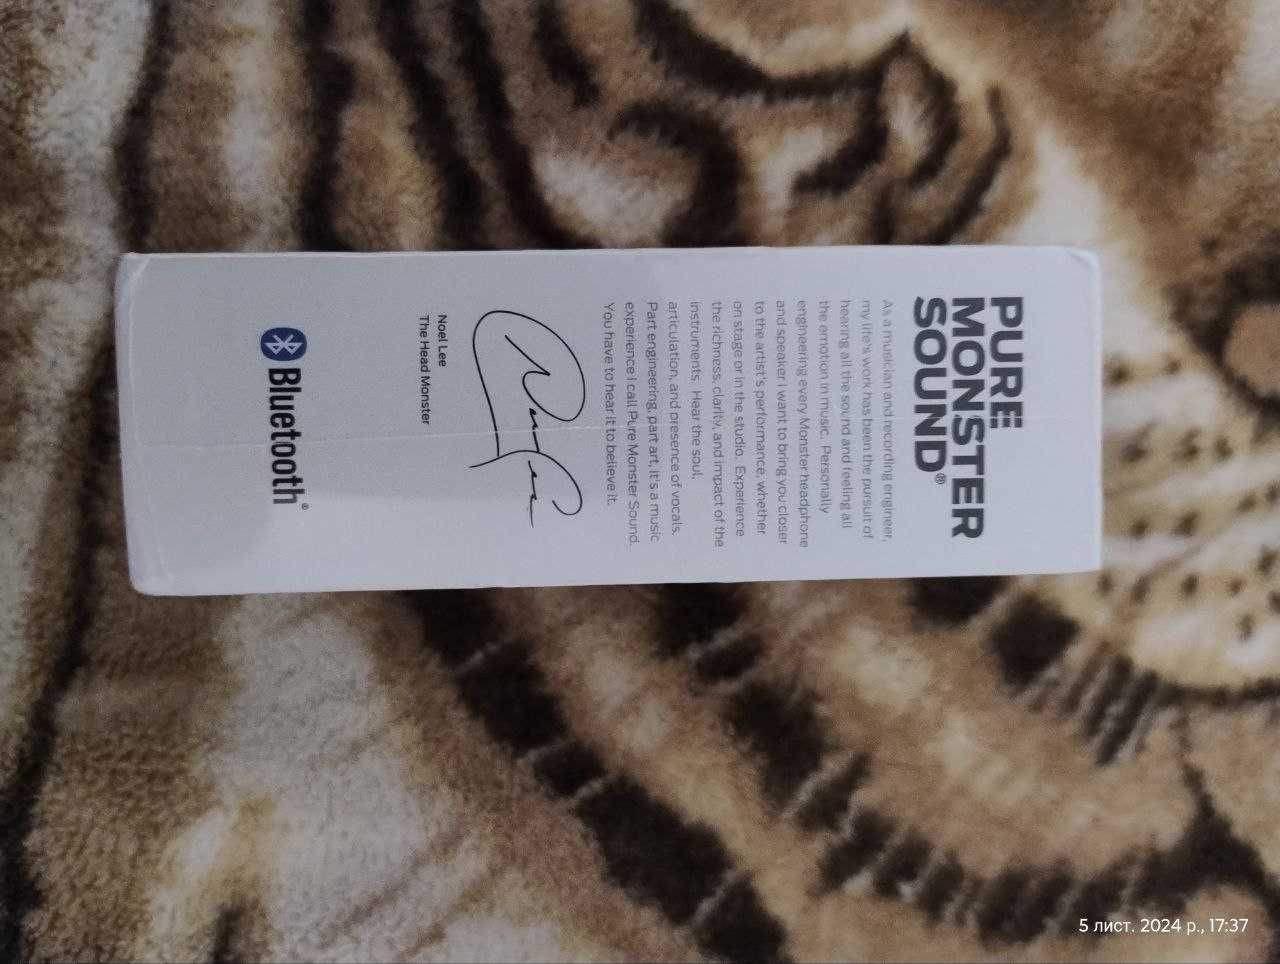 PURE
MONSTER
SOUND®
As a musician and recording engineer,
my life's work has been the pursuit of
hearing all the sound and feeling all
the emotion in music. Personally
engineering every Monster headphone
and speaker I want to bring you closer
to the artist's performance, whether
on stage or in the studio. Experience
the richness, clarity, and impact of the
instruments. Hear the soul,
articulation, and presence of vocals.
Part engineering, part art, it's a music
experience I call Pure Monster Sound.
You have to hear it to believe it.
Noel Lee
Noel Lee
The Head Monster
Bluetooth®
5 лист. 2024 р., 17:37